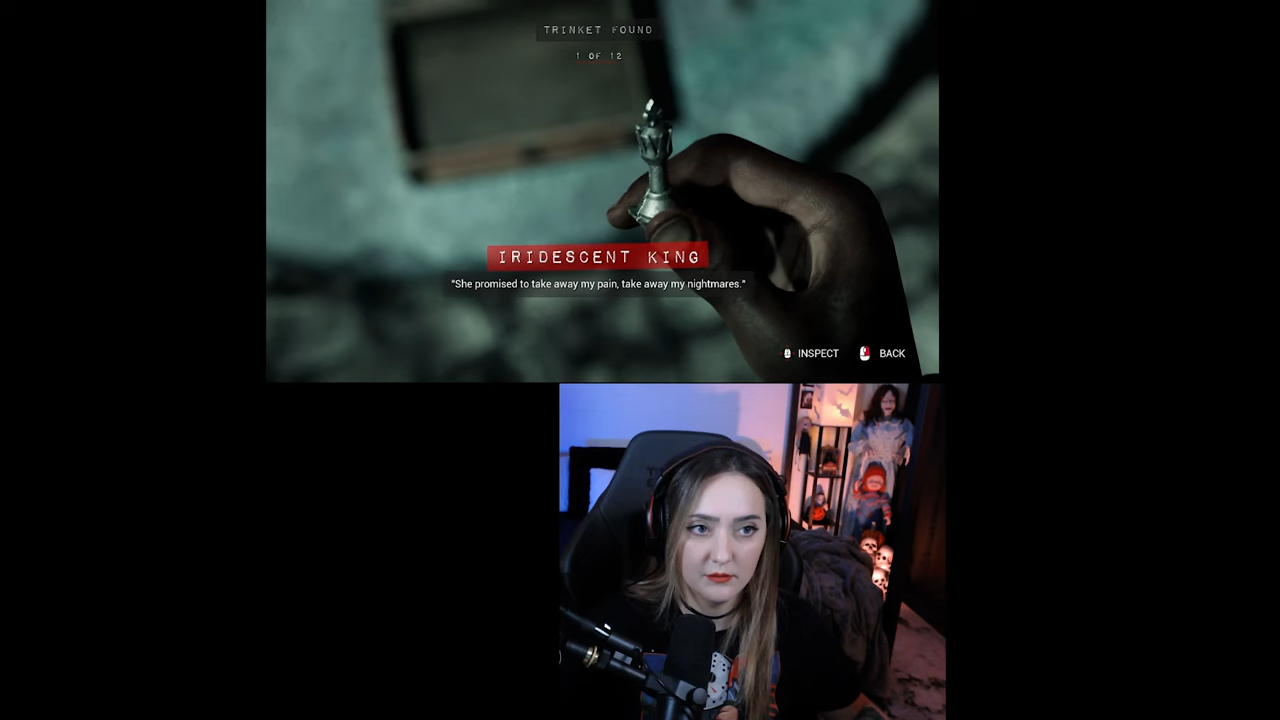 TRINKET FOUND
1 OF 12
IRIDESCENT KING
"She promised to take away my pain, take away my nightmares."
INSPECT
BACK